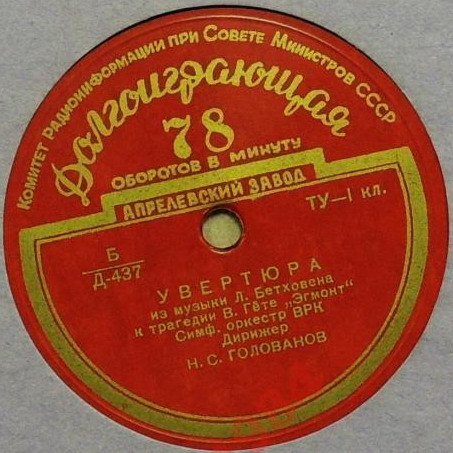 Комитет Радиоинформации при Совете Министров СССР
Долгоиграющая
78
оборотов в минуту
Апрелевский завод
ТУ—I кл.
Б
Д-437
УВЕРТЮРА
из музыки Л. Бетховена
к трагедии В. Гёте „Эгмонт“
Симф. оркестр ВРК
Дирижер
Н. С. ГОЛОВАНОВ